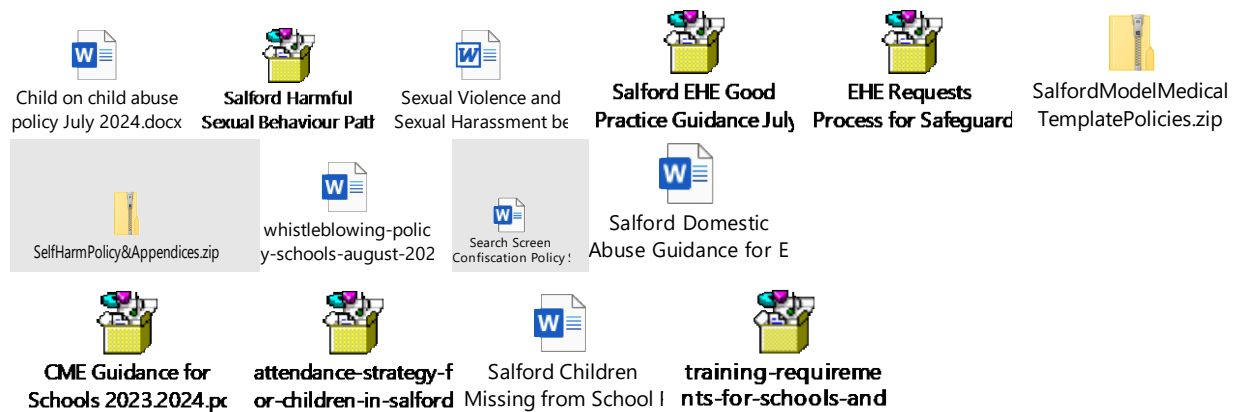 Child on child abuse
policy July 2024.docx
Salford Harmful
Sexual Behaviour Path
Sexual Violence and
Sexual Harassment be
Salford EHE Good
Practice Guidance July
EHE Requests
Process for Safeguard
SalfordModelMedical
TemplatePolicies.zip
SelfHarmPolicy&Appendices.zip
whistleblowing-polic
y-schools-august-202
Search Screen
Confiscation Policy S
Salford Domestic
Abuse Guidance for E
CME Guidance for
Schools 2023.2024.pd
attendance-strategy-f
or-children-in-salford
Salford Children
Missing from School
training-requireme
nts-for-schools-and